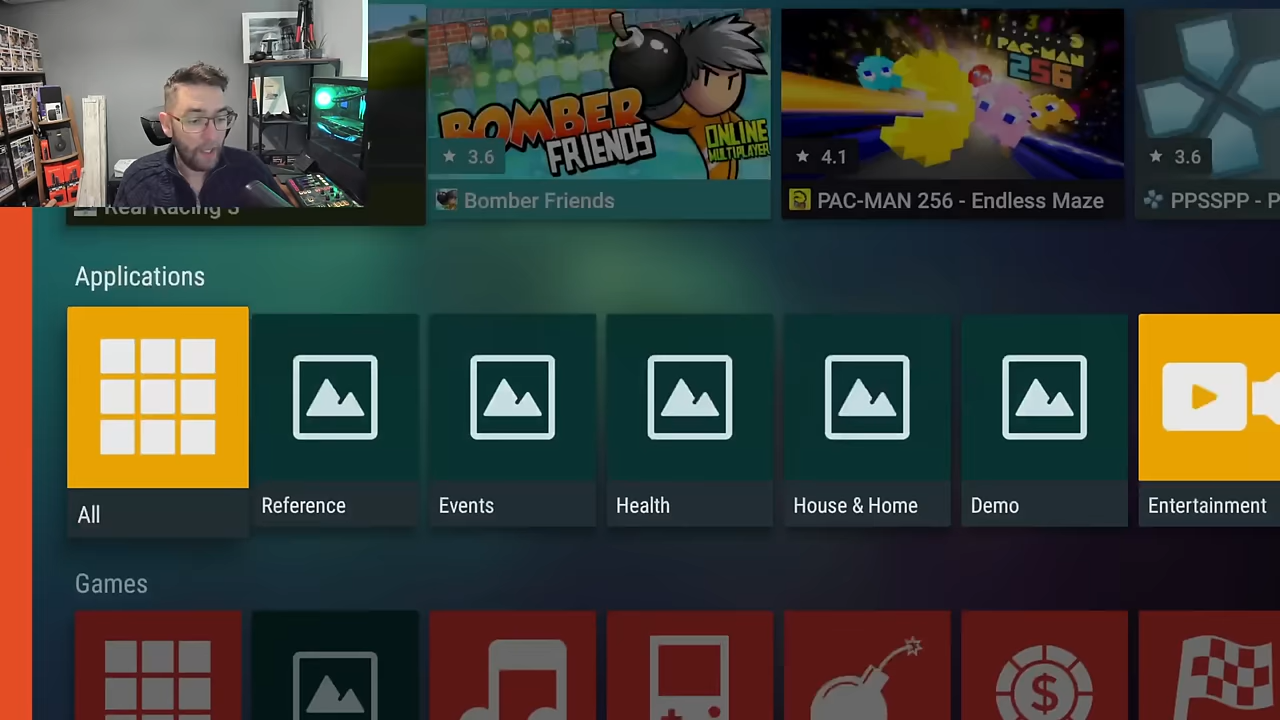 BOMBER
FRIENDS
ONLINE
MULTIPLAYER
3.6
Bomber Friends
PAC-MAN
256
4.1
PAC-MAN 256 - Endless Maze
3.6
PPSSPP - P
Real Racing 3
Applications
All
Reference
Events
Health
House & Home
Demo
Entertainment
Games
$